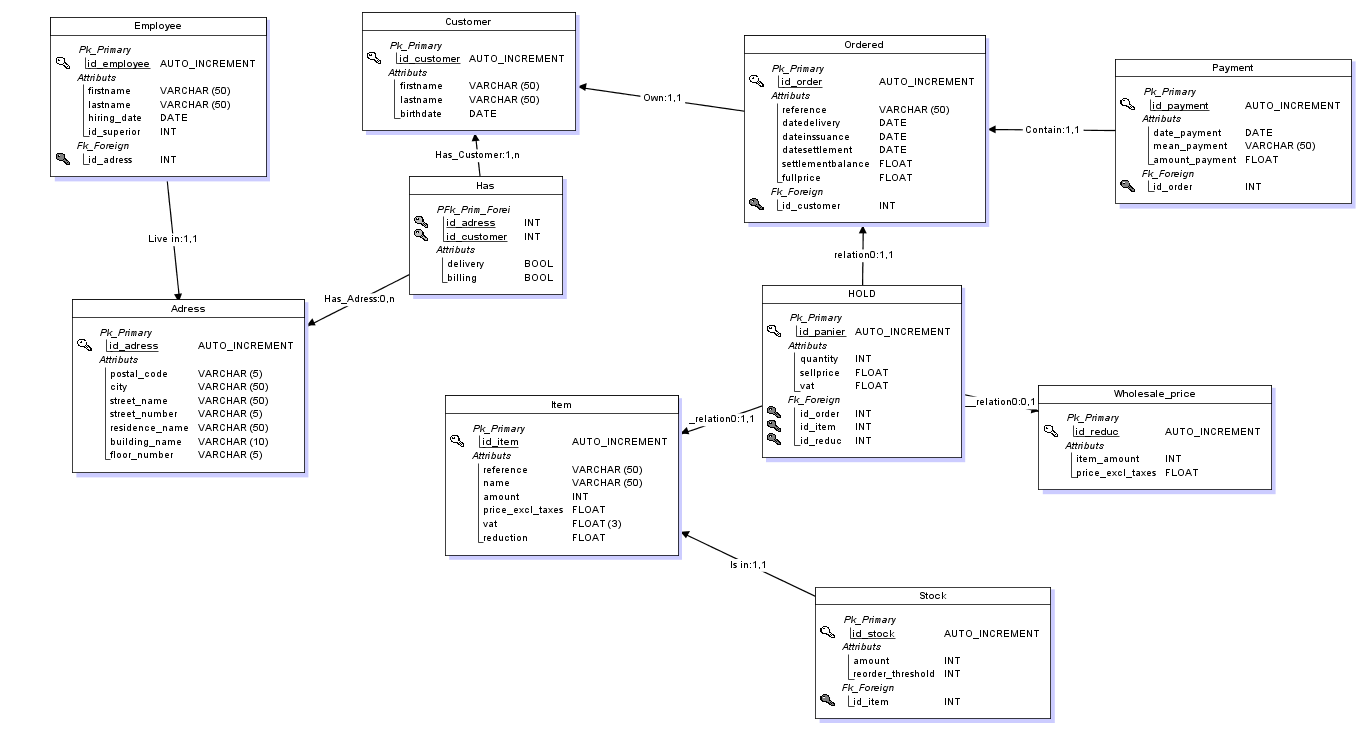 Employee
Pk_Primary
id_employee AUTO_INCREMENT
Attributs
firstname VARCHAR (50)
lastname VARCHAR (50)
hiring_date DATE
id_superior INT
Fk_Foreign
id_adress INT
Customer
Pk_Primary
id_customer AUTO_INCREMENT
Attributs
firstname VARCHAR (50)
lastname VARCHAR (50)
birthdate DATE
Own:1,1
Ordered
Pk_Primary
id_order AUTO_INCREMENT
Attributs
reference VARCHAR (50)
datedelivery DATE
dateinssuance DATE
datesettlement DATE
settlementbalance FLOAT
fullprice FLOAT
Fk_Foreign
id_customer INT
Contain:1,1
Payment
Pk_Primary
id_payment AUTO_INCREMENT
Attributs
date_payment DATE
mean_payment VARCHAR (50)
amount_payment FLOAT
Fk_Foreign
id_order INT
Has_Customer:1,n
Has
PFk_Prim_Forei
id_adress INT
id_customer INT
Attributs
delivery BOOL
billing BOOL
Live in:1,1
Has_Adress:0,n
relation0:1,1
Adress
Pk_Primary
id_adress AUTO_INCREMENT
Attributs
postal_code VARCHAR (5)
city VARCHAR (50)
street_name VARCHAR (50)
street_number VARCHAR (5)
residence_name VARCHAR (50)
building_name VARCHAR (10)
floor_number VARCHAR (5)
HOLD
Pk_Primary
id_panier AUTO_INCREMENT
Attributs
quantity INT
sellprice FLOAT
vat FLOAT
Fk_Foreign
id_order INT
id_item INT
id_reduc INT
_relation0:1,1
__relation0:0,1
Wholesale_price
Pk_Primary
id_reduc AUTO_INCREMENT
Attributs
item_amount INT
price_excl_taxes FLOAT
Item
Pk_Primary
id_item AUTO_INCREMENT
Attributs
reference VARCHAR (50)
name VARCHAR (50)
amount INT
price_excl_taxes FLOAT
vat FLOAT (3)
reduction FLOAT
Is in:1,1
Stock
Pk_Primary
id_stock AUTO_INCREMENT
Attributs
amount INT
reorder_threshold INT
Fk_Foreign
id_item INT